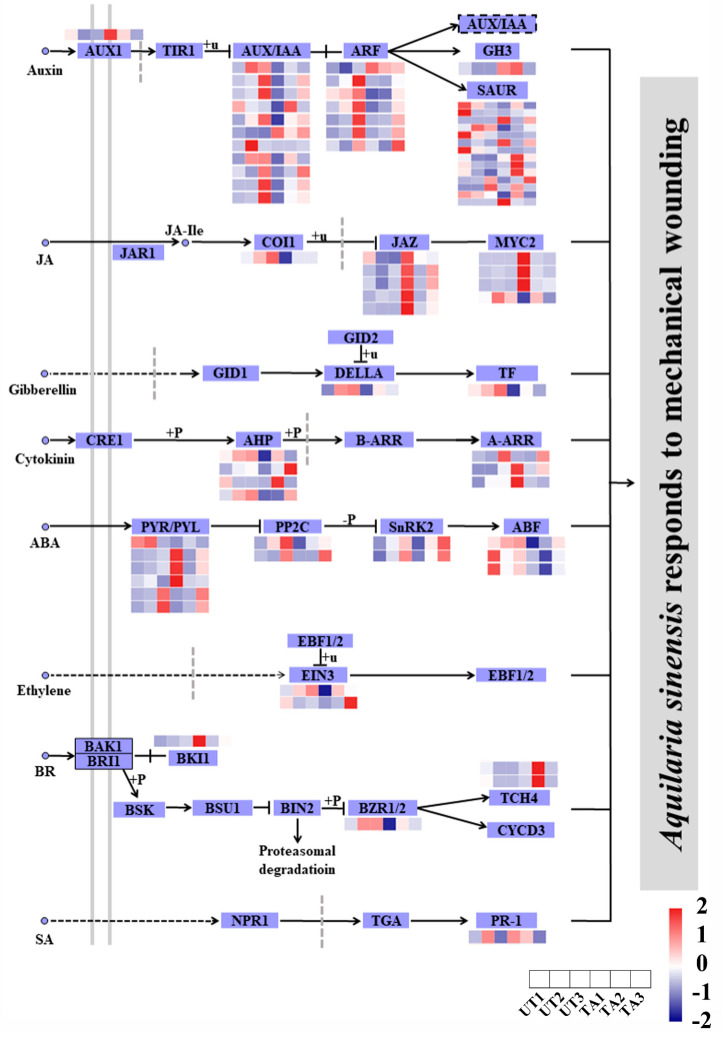 AUX/IAA
AUX1 TIR1 +u AUX/IAA ARF GH3
Auxin
SAUR
JA-Ile
COI1 +u JAZ MYC2
JAR1
JA
GID2
+u
GID1 DELLA TF
Gibberellin
CRE1 +P AHP +P B-ARR A-ARR
Cytokinin
PYR/PYL PP2C -P SnRK2 ABF
ABA
EBF1/2
+u
EIN3 EBF1/2
Ethylene
BAK1
BRI1 BKI1
BR
+P
TCH4
BSK BSU1 BIN2 +P BZR1/2
CYCD3
Proteasomal
degradatioin
NPR1 TGA PR-1
SA
Aquilaria sinensis responds to mechanical wounding
2
1
0
-1
-2
UT1 UT2 UT3 TA1 TA2 TA3